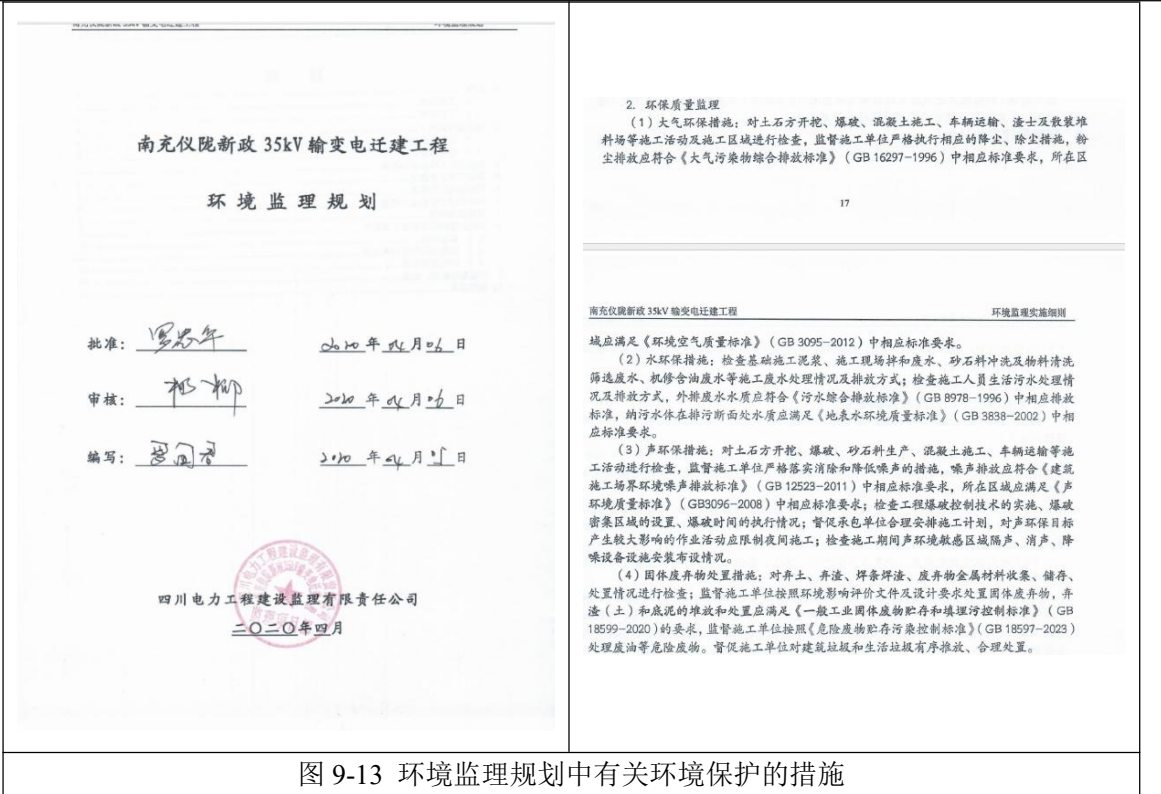 南充仪陇新政 35kV 输变电迁建工程
环 境 监 理 规 划
批准：
2020 年 04 月 06 日
审核：
2020 年 04 月 06 日
编写：
2020 年 04 月 日
四川电力工程建设监理有限责任公司
二〇二〇年四月
2. 环保质量监理
（1）大气环保措施：对土石方开挖、爆破、混凝土施工、车辆运输、渣土及散装堆
料场等施工活动及施工区域进行检查，监督施工单位严格执行相应的降尘、除尘措施，粉
尘排放应符合《大气污染物综合排放标准》（GB 16297-1996）中相应标准要求，所在区
17
南充仪陇新政 35kV 输变电迁建工程 环境监理实施细则
域应满足《环境空气质量标准》（GB 3095-2012）中相应标准要求。
（2）水环保措施：检查基础施工泥浆、施工现场拌和废水、砂石料冲洗及物料清洗
筛选废水、机修含油废水等施工废水处理情况及排放方式；检查施工人员生活污水处理情
况及排放方式，外排废水水质应符合《污水综合排放标准》（GB 8978-1996）中相应排放
标准，纳污水体在排污断面处水质应满足《地表水环境质量标准》（GB 3838-2002）中相
应标准要求。
（3）声环保措施：对土石方开挖、爆破、砂石料生产、混凝土施工、车辆运输等施
工活动进行检查，监督施工单位严格落实消除和降低噪声的措施，噪声排放应符合《建筑
施工场界环境噪声排放标准》（GB 12523-2011）中相应标准要求，所在区域应满足《声
环境质量标准》（GB3096-2008）中相应标准要求；检查工程爆破控制技术的实施、爆破
密集区域的设置、爆破时间的执行情况；督促承包单位合理安排施工计划，对声环保目标
产生较大影响的作业活动应限制夜间施工；检查施工期间声环境敏感区域隔声、消声、降
噪设备设施安装布设情况。
（4）固体废弃物处置措施：对弃土、弃渣、焊条焊渣、废弃物金属材料收集、储存、
处置情况进行检查；监督施工单位按照环境影响评价文件及设计要求处置固体废弃物，弃
渣（土）和底泥的堆放和处置应满足《一般工业固体废物贮存和填埋污控制标准》（GB
18599-2020）的要求，监督施工单位按照《危险废物贮存污染控制标准》（GB 18597-2023）
处理废油等危险废物。督促施工单位对建筑垃圾和生活垃圾有序堆放、合理处置。
图 9-13 环境监理规划中有关环境保护的措施